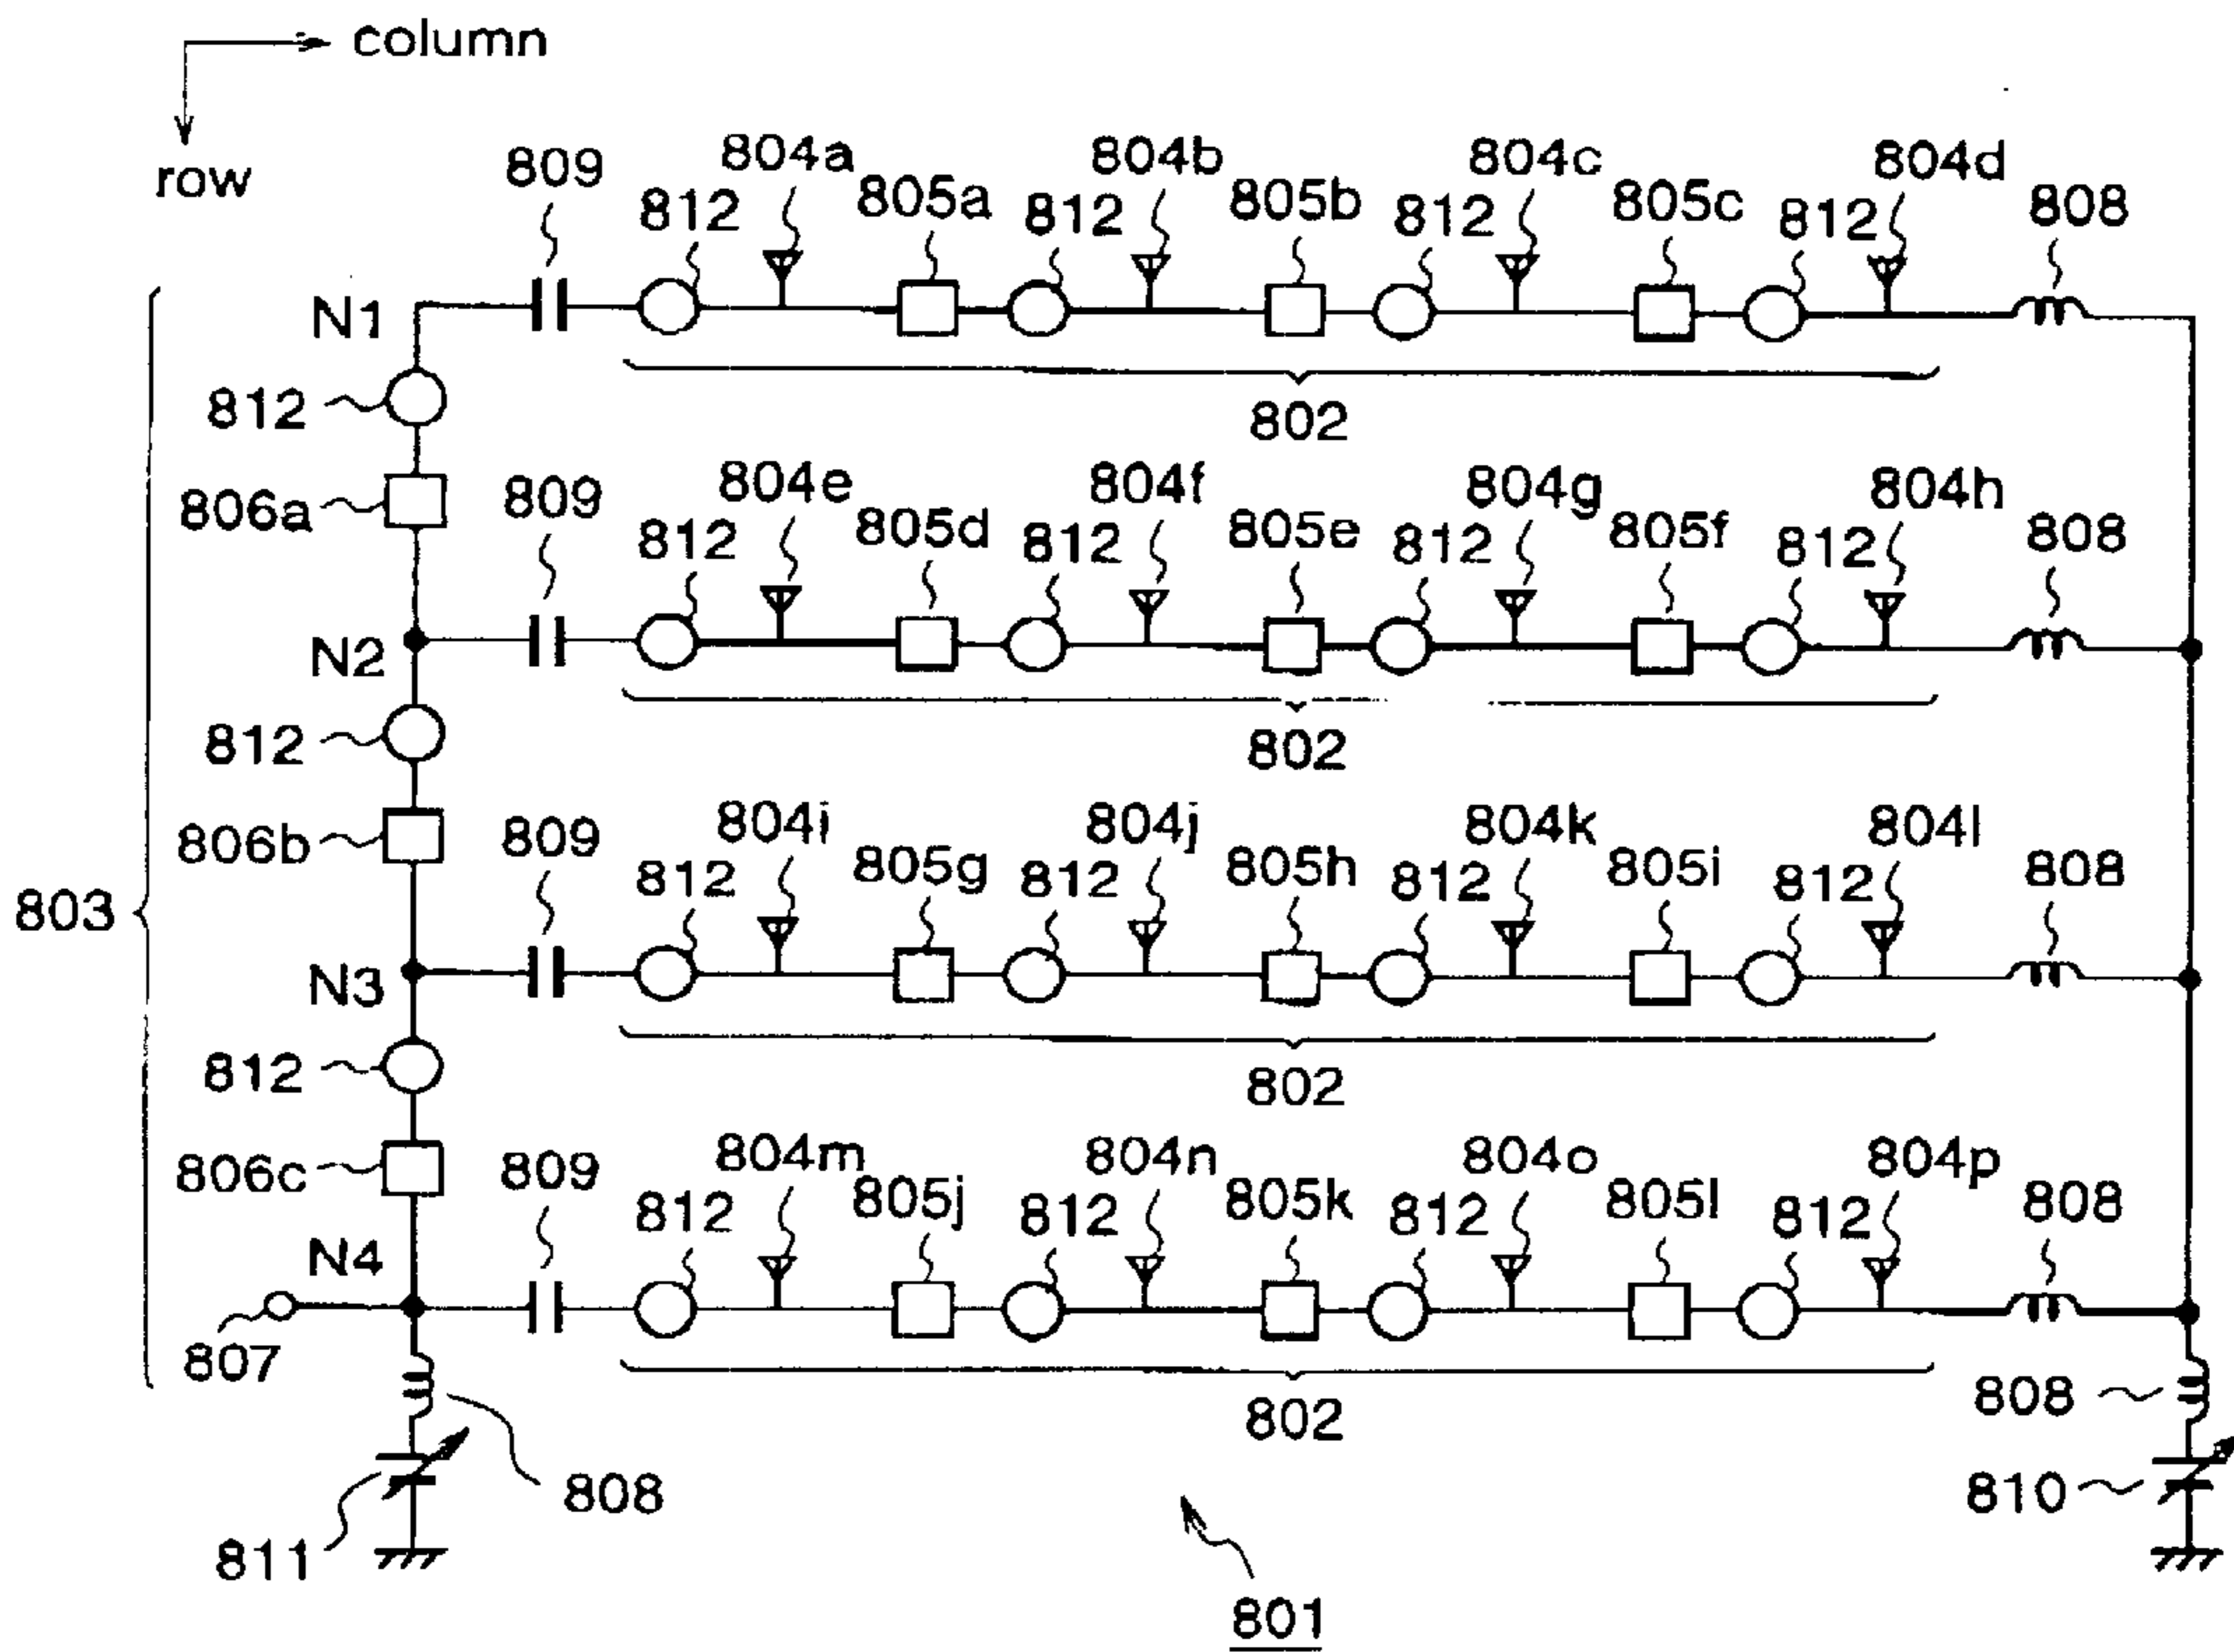 column
row
809 812 804a 805a 812 804b 805b 812 804c 805c 812 804d 808
N1
812
802
806a
809 812 804e 805d 812 804f 805e 812 804g 805f 812 804h 808
N2
812
802
806b
809 812 804i 805g 812 804j 805h 812 804k 805i 812 804l 808
803
N3
812
802
806c
809 812 804m 805j 812 804n 805k 812 804o 805l 812 804p 808
N4
807
802
808
808
810
811
801